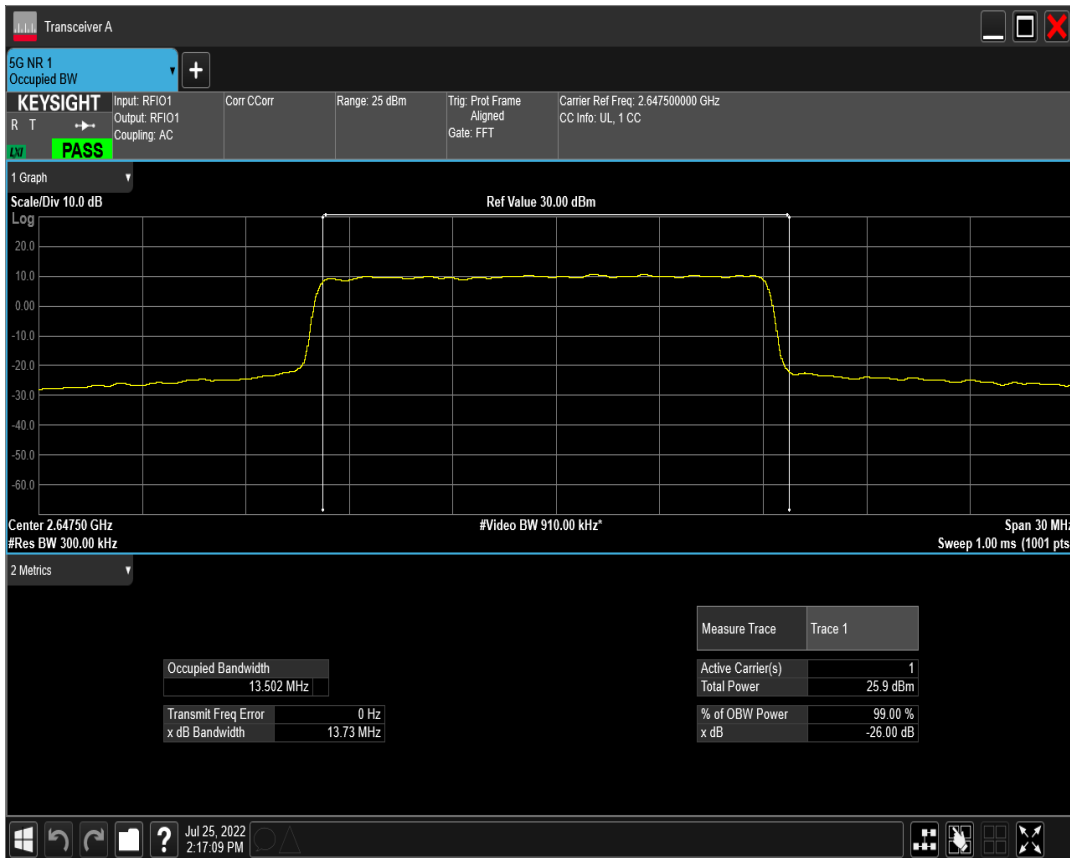 Transceiver A
5G NR 1
Occupied BW
+
KEYSIGHT
R T
LXI
PASS
Input: RFIO1
Output: RFIO1
Coupling: AC
Corr CCorr
Range: 25 dBm
Trig: Prot Frame
Aligned
Gate: FFT
Carrier Ref Freq: 2.647500000 GHz
CC Info: UL, 1 CC
1 Graph
Scale/Div 10.0 dB
Ref Value 30.00 dBm
Log
20.0
10.0
0.00
-10.0
-20.0
-30.0
-40.0
-50.0
-60.0
Center 2.64750 GHz
#Video BW 910.00 kHz*
Span 30 MHz
#Res BW 300.00 kHz
Sweep 1.00 ms (1001 pts
2 Metrics
Measure Trace Trace 1
Occupied Bandwidth
13.502 MHz
Active Carrier(s) 1
Total Power 25.9 dBm
Transmit Freq Error 0 Hz
x dB Bandwidth 13.73 MHz
% of OBW Power 99.00 %
x dB -26.00 dB
?
Jul 25, 2022
2:17:09 PM